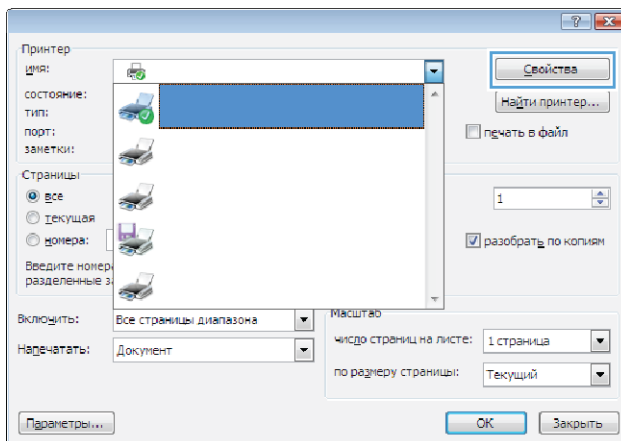 Принтер
имя:
Свойства
состояние:
Найти принтер...
тип:
порт:
печать в файл
заметки:
Страницы
все
1
текущая
номера:
разобрать по копиям
Введите номер
разделенные з
Масштаб
Включить:
Все страницы диапазона
число страниц на листе:
1 страница
Напечатать:
Документ
по размеру страницы:
Текущий
Параметры...
ОК
Закрыть